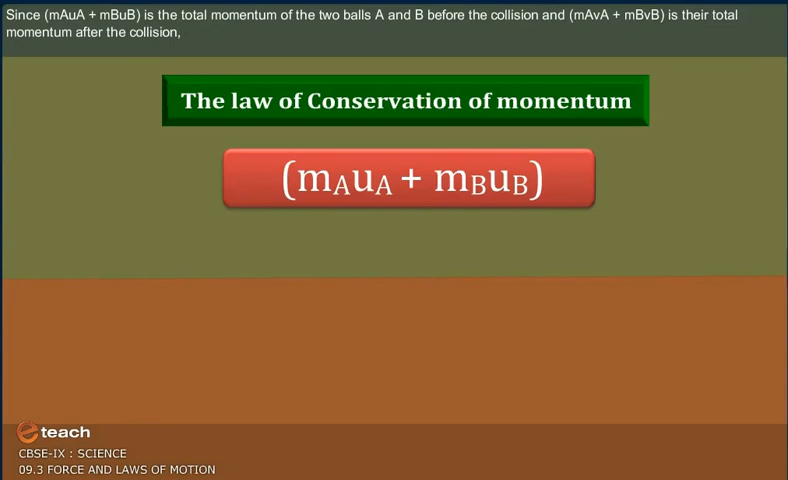 Since (mAuA + mBuB) is the total momentum of the two balls A and B before the collision and (mAvA + mBvB) is their total
momentum after the collision,
The law of Conservation of momentum
(mAuA + mBuB)
eteach
CBSE-IX : SCIENCE
09.3 FORCE AND LAWS OF MOTION